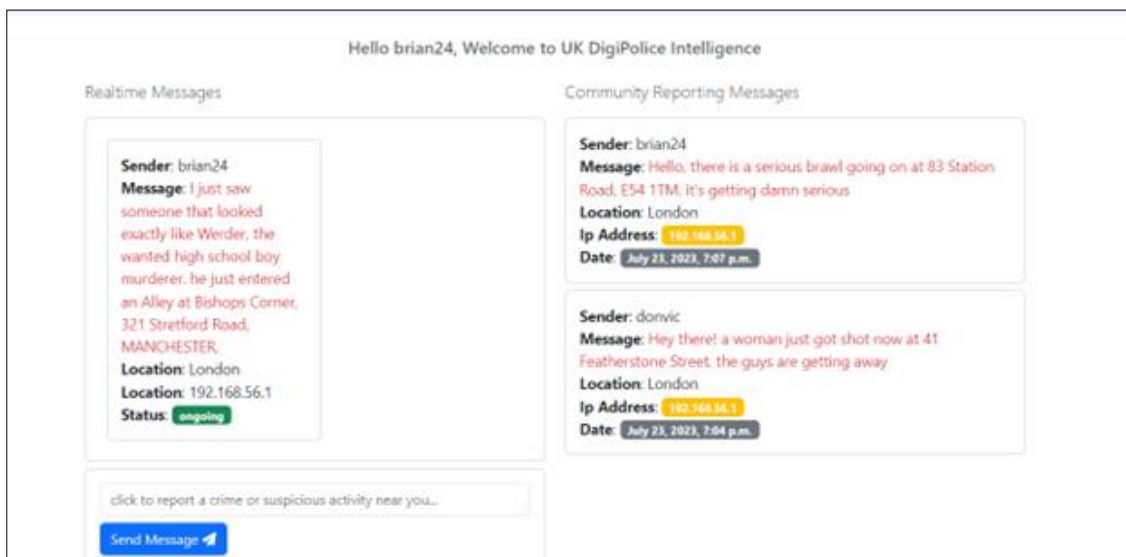 Hello brian24, Welcome to UK DigiPolice Intelligence
Realtime Messages
Sender: brian24
Message: I just saw
someone that looked
exactly like Werder, the
wanted high school boy
murderer. he just entered
an Alley at Bishops Corner,
321 Stretford Road,
MANCHESTER,
Location: London
Location: 192.168.56.1
Status: ongoing
click to report a crime or suspicious activity near you...
Send Message
Community Reporting Messages
Sender: brian24
Message: Hello, there is a serious brawl going on at 83 Station
Road, E54 1TM. it's getting damn serious
Location: London
Ip Address: 192.168.56.1
Date: July 23, 2023, 7:07 p.m.
Sender: donvic
Message: Hey there! a woman just got shot now at 41
Featherstone Street. the guys are getting away
Location: London
Ip Address: 192.168.56.1
Date: July 23, 2023, 7:04 p.m.